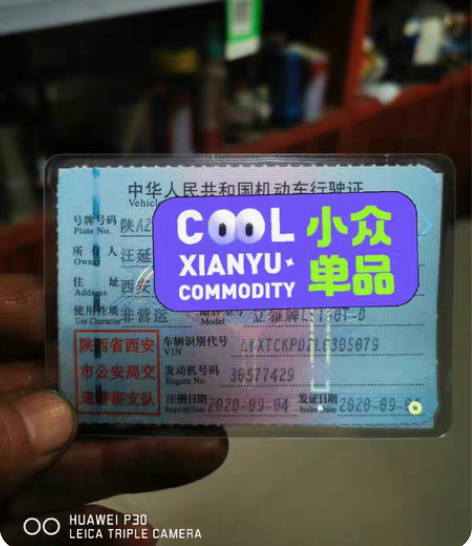 中华人民共和国机动车行驶证
Vehicle
号牌号码 陕A2
Plate No.
所有人 汪延
Owner
住址 西安
Address
使用性质 非营运
Use Character
Model
COOL 小众
XIANYU 单品
COMMODITY
陕西省西安
市公安局交
通警察支队
车辆识别代号
VIN
发动机号码 30577429
Engine No.
注册日期 2020-09-04 发证日期 2020-09-0
Register Date Issue Date
HUAWEI P30
LEICA TRIPLE CAMERA